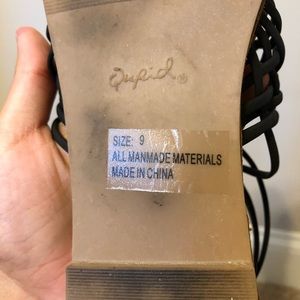 Qupid®
SIZE: 9
ALL MANMADE MATERIALS
MADE IN CHINA